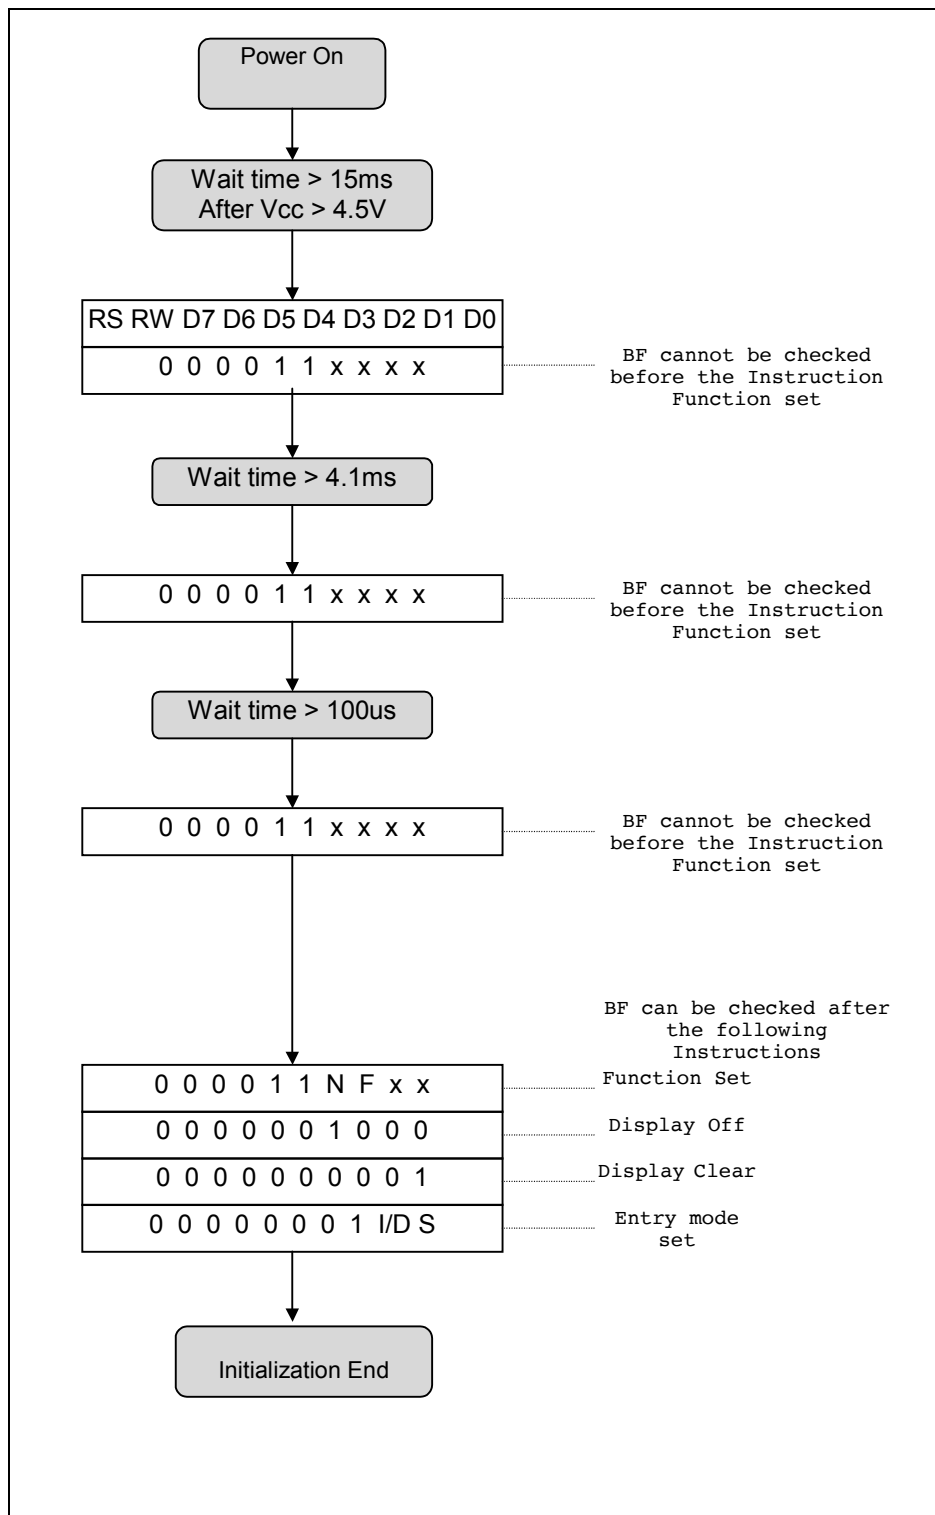 Power On
Wait time > 15ms
After Vcc > 4.5V
RS RW D7 D6 D5 D4 D3 D2 D1 D0
0 0 0 0 1 1 x x x x
BF cannot be checked
before the Instruction
Function set
Wait time > 4.1ms
0 0 0 0 1 1 x x x x
BF cannot be checked
before the Instruction
Function set
Wait time > 100us
0 0 0 0 1 1 x x x x
BF cannot be checked
before the Instruction
Function set
BF can be checked after
the following
Instructions
0 0 0 0 1 1 N F x x
Function Set
0 0 0 0 0 0 1 0 0 0
Display Off
0 0 0 0 0 0 0 0 0 1
Display Clear
0 0 0 0 0 0 0 1 I/D S
Entry mode
set
Initialization End